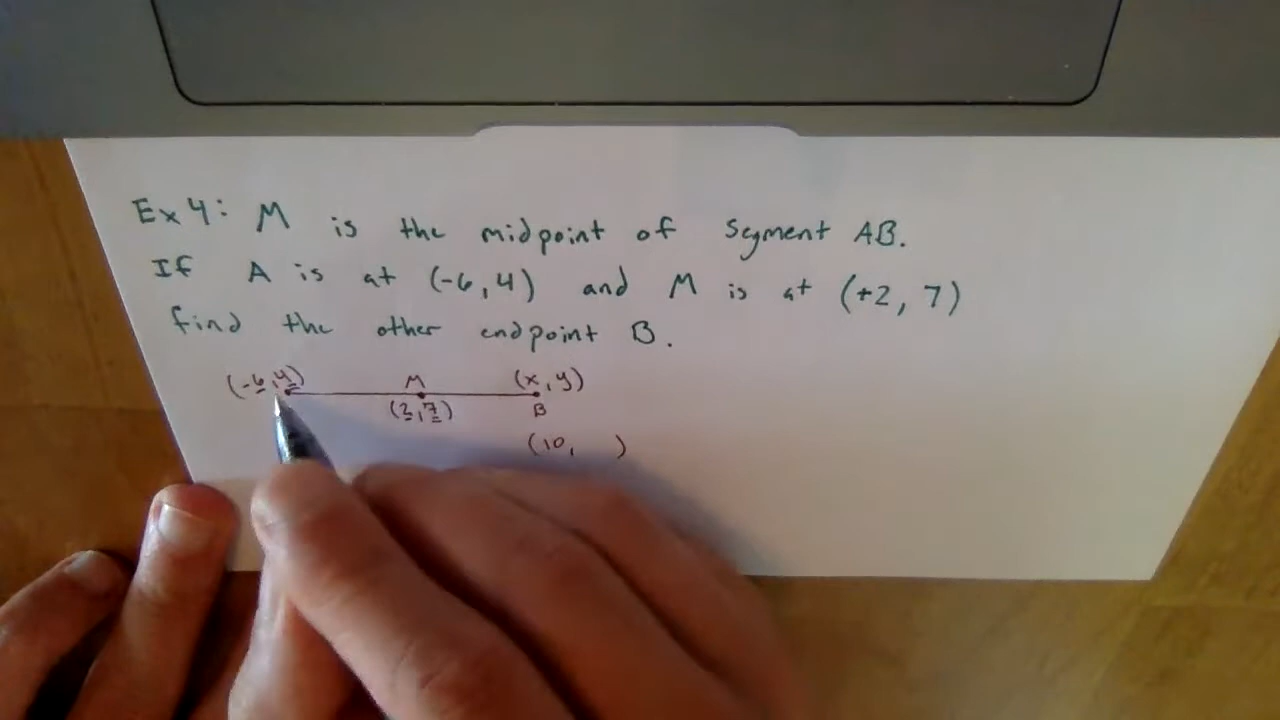 Ex 4: M is the midpoint of segment AB.
If A is at (-6, 4) and M is at (+2, 7)
find the other endpoint B.
(-6, 4) M (x, y)
(2, 7) B
(10, )